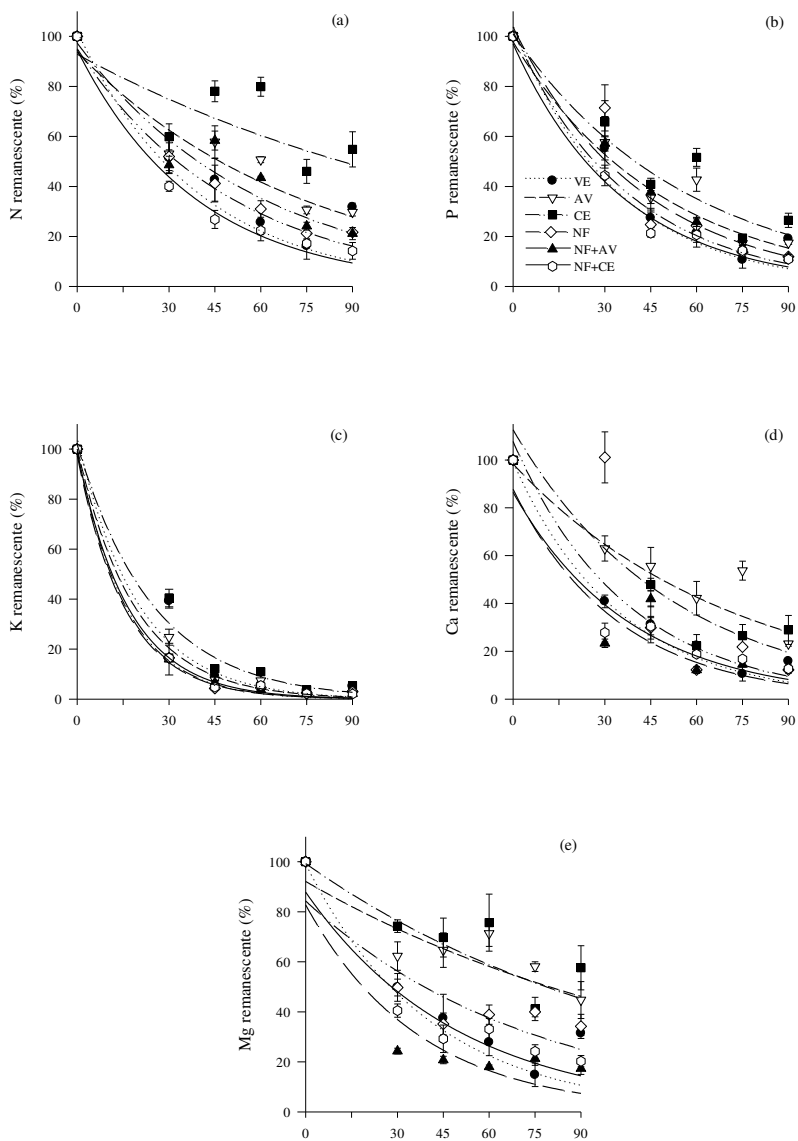 (a)
N remanescente (%)
100
80
60
40
20
0
0 30 45 60 75 90
(b)
P remanescente (%)
100
80
60
40
20
0
VE
AV
CE
NF
NF+AV
NF+CE
0 30 45 60 75 90
(c)
K remanescente (%)
100
80
60
40
20
0
0 30 45 60 75 90
(d)
Ca remanescente (%)
100
80
60
40
20
0
0 30 45 60 75 90
(e)
Mg remanescente (%)
100
80
60
40
20
0
0 30 45 60 75 90